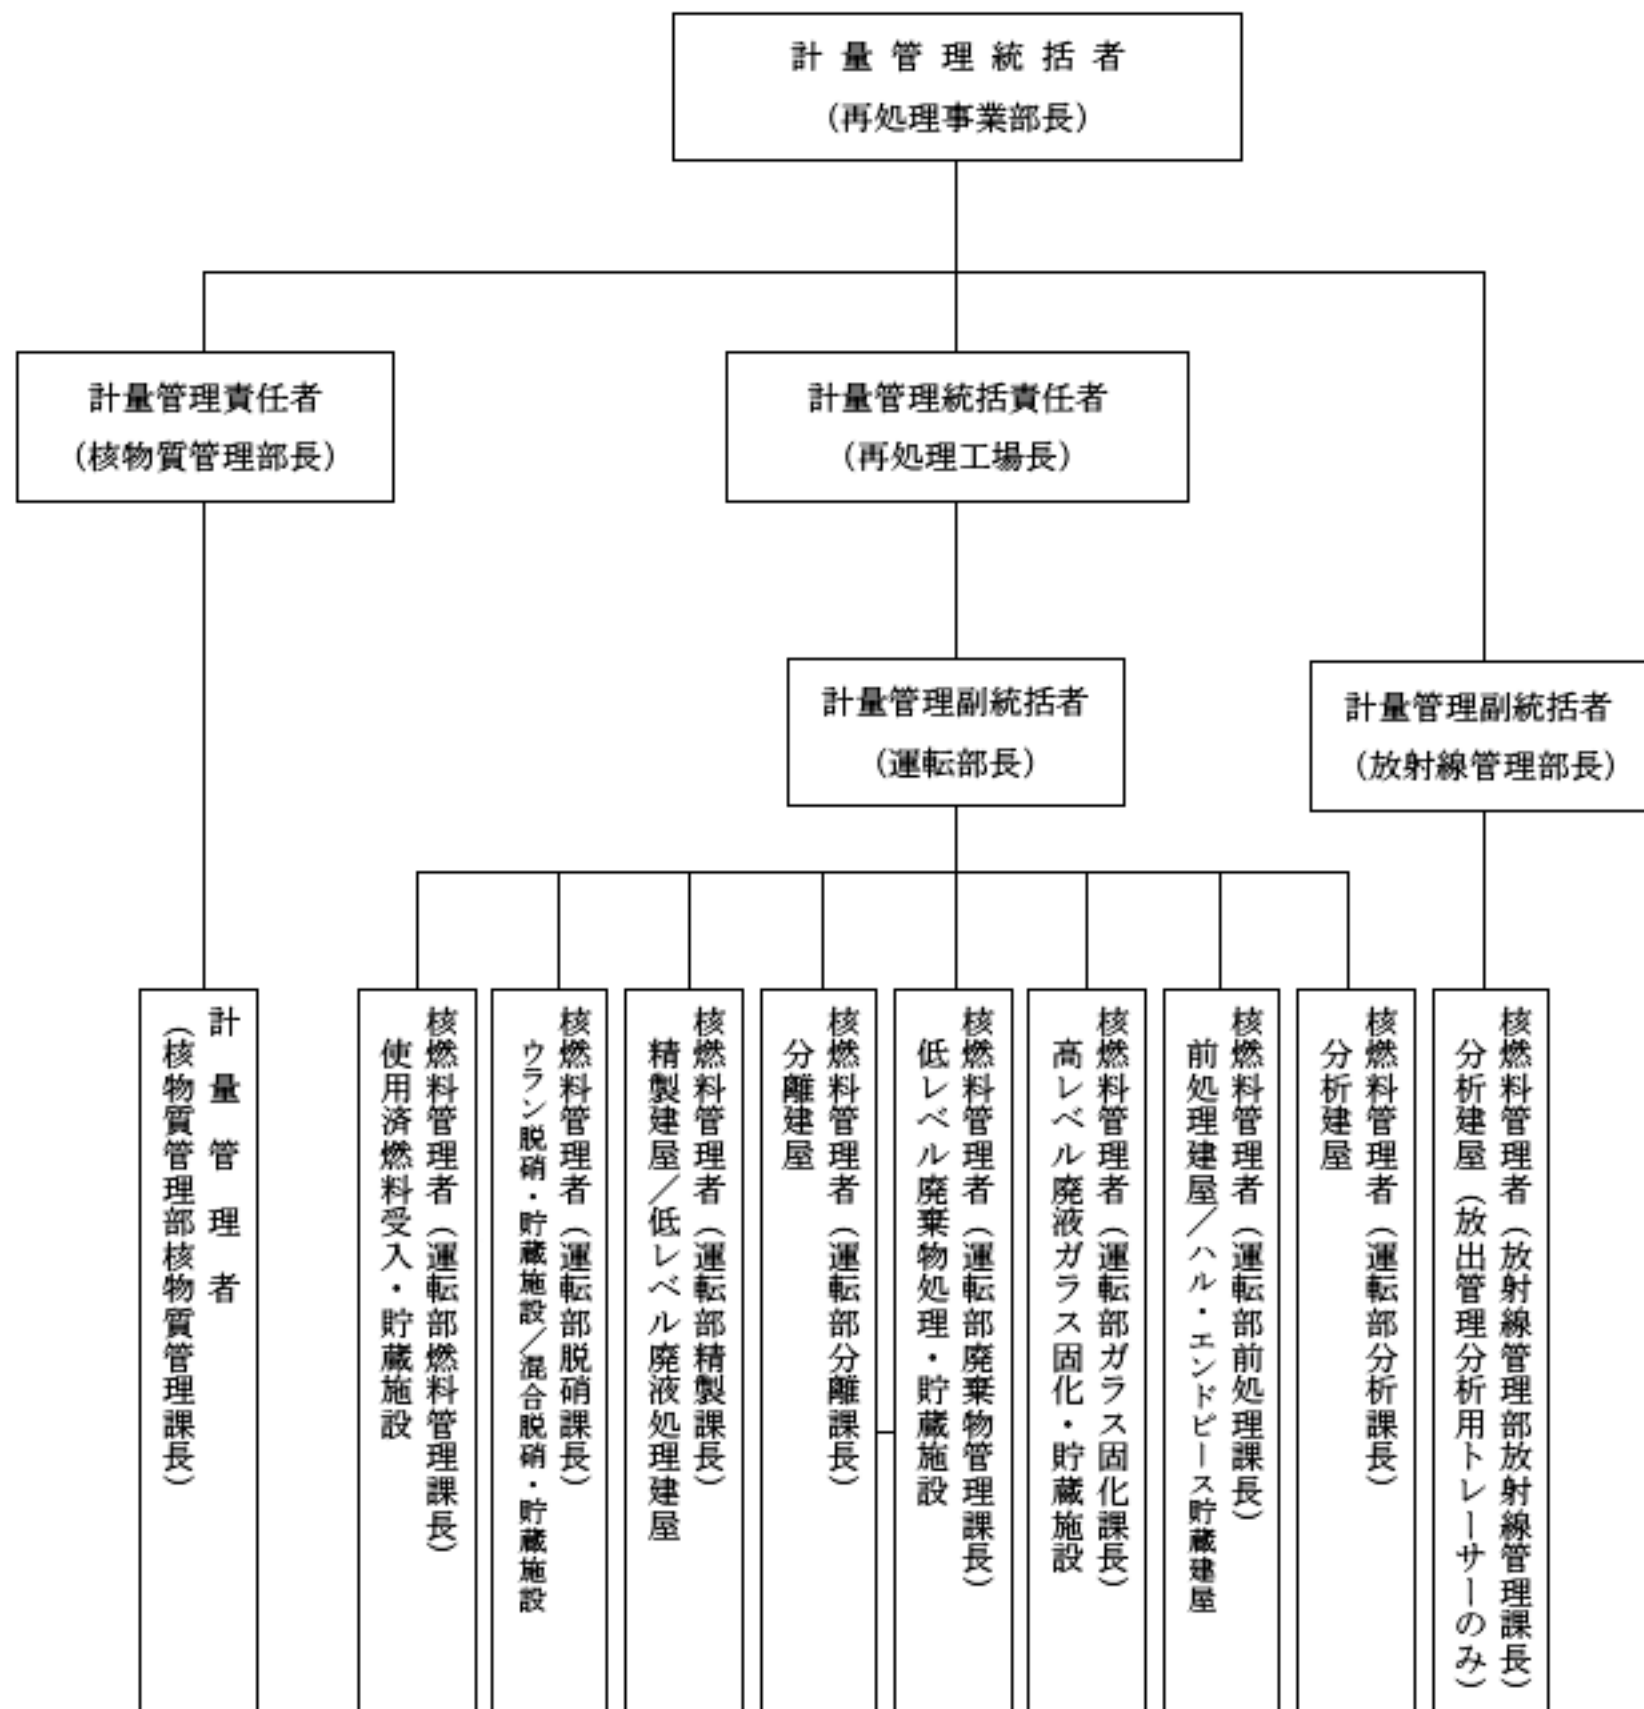 計量管理統括者
(再処理事業部長)
計量管理責任者
(核物質管理部長)
計量管理統括責任者
(再処理工場長)
計量管理副統括者
(運転部長)
計量管理副統括者
(放射線管理部長)
計量管理者
(核物質管理部核物質管理課長)
核燃料管理者(運転部燃料管理課長)
使用済燃料受入・貯蔵施設
核燃料管理者(運転部脱硝課長)
ウラン脱硝・貯蔵施設/混合脱硝・貯蔵施設
核燃料管理者(運転部精製課長)
精製建屋/低レベル廃液処理建屋
核燃料管理者(運転部分離課長)
分離建屋
核燃料管理者(運転部廃棄物管理課長)
低レベル廃棄物処理・貯蔵施設
核燃料管理者(運転部ガラス固化課長)
高レベル廃液ガラス固化・貯蔵施設
核燃料管理者(運転部前処理課長)
前処理建屋/ハル・エンドピース貯蔵建屋
核燃料管理者(運転部分析課長)
分析建屋
核燃料管理者(放射線管理部放射線管理課長)
分析建屋(放出管理分析用トレーサーのみ)